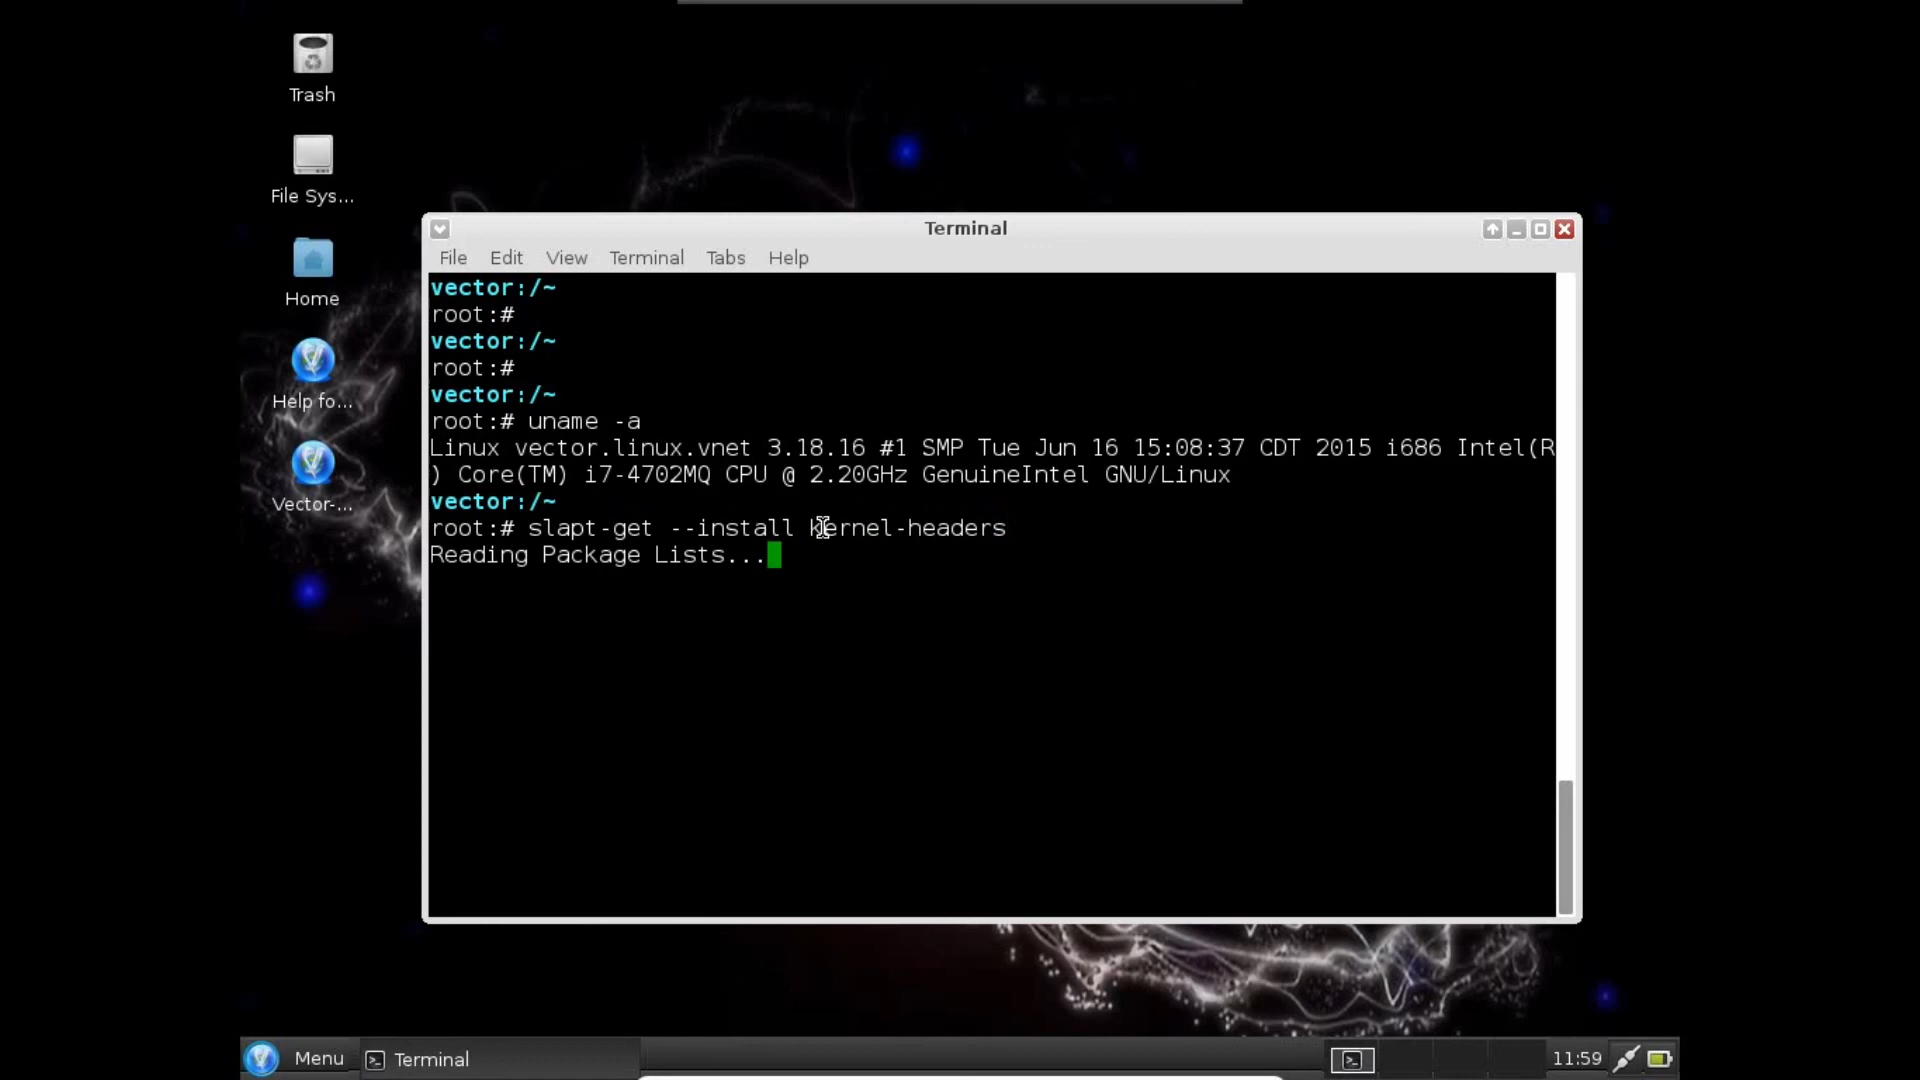 Trash
File Sys...
Home
Help fo...
Vector-...
Terminal
File Edit View Terminal Tabs Help
vector:/~
root:#
vector:/~
root:#
vector:/~
root:# uname -a
Linux vector.linux.vnet 3.18.16 #1 SMP Tue Jun 16 15:08:37 CDT 2015 i686 Intel(R
) Core(TM) i7-4702MQ CPU @ 2.20GHz GenuineIntel GNU/Linux
vector:/~
root:# slapt-get --install kernel-headers
Reading Package Lists...
Menu Terminal 11:59